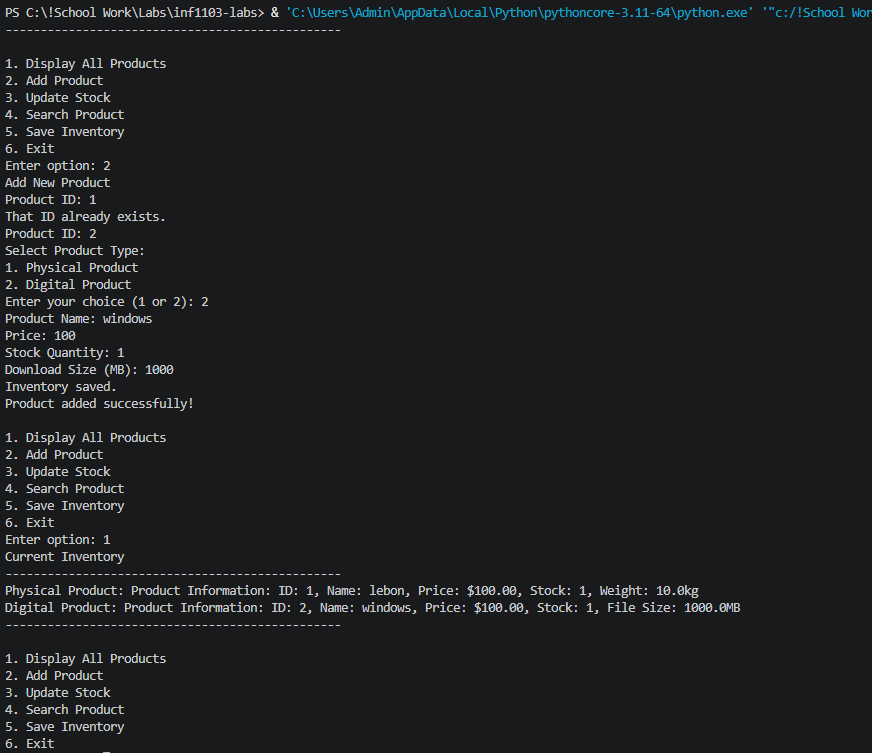 PS C:\!School Work\Labs\inf1103-labs> & 'C:\Users\Admin\AppData\Local\Python\pythoncore-3.11-64\python.exe' '"c:/!School Wor
------------------------------------------------

1. Display All Products
2. Add Product
3. Update Stock
4. Search Product
5. Save Inventory
6. Exit
Enter option: 2
Add New Product
Product ID: 1
That ID already exists.
Product ID: 2
Select Product Type:
1. Physical Product
2. Digital Product
Enter your choice (1 or 2): 2
Product Name: windows
Price: 100
Stock Quantity: 1
Download Size (MB): 1000
Inventory saved.
Product added successfully!

1. Display All Products
2. Add Product
3. Update Stock
4. Search Product
5. Save Inventory
6. Exit
Enter option: 1
Current Inventory
------------------------------------------------
Physical Product: Product Information: ID: 1, Name: lebon, Price: $100.00, Stock: 1, Weight: 10.0kg
Digital Product: Product Information: ID: 2, Name: windows, Price: $100.00, Stock: 1, File Size: 1000.0MB
------------------------------------------------

1. Display All Products
2. Add Product
3. Update Stock
4. Search Product
5. Save Inventory
6. Exit